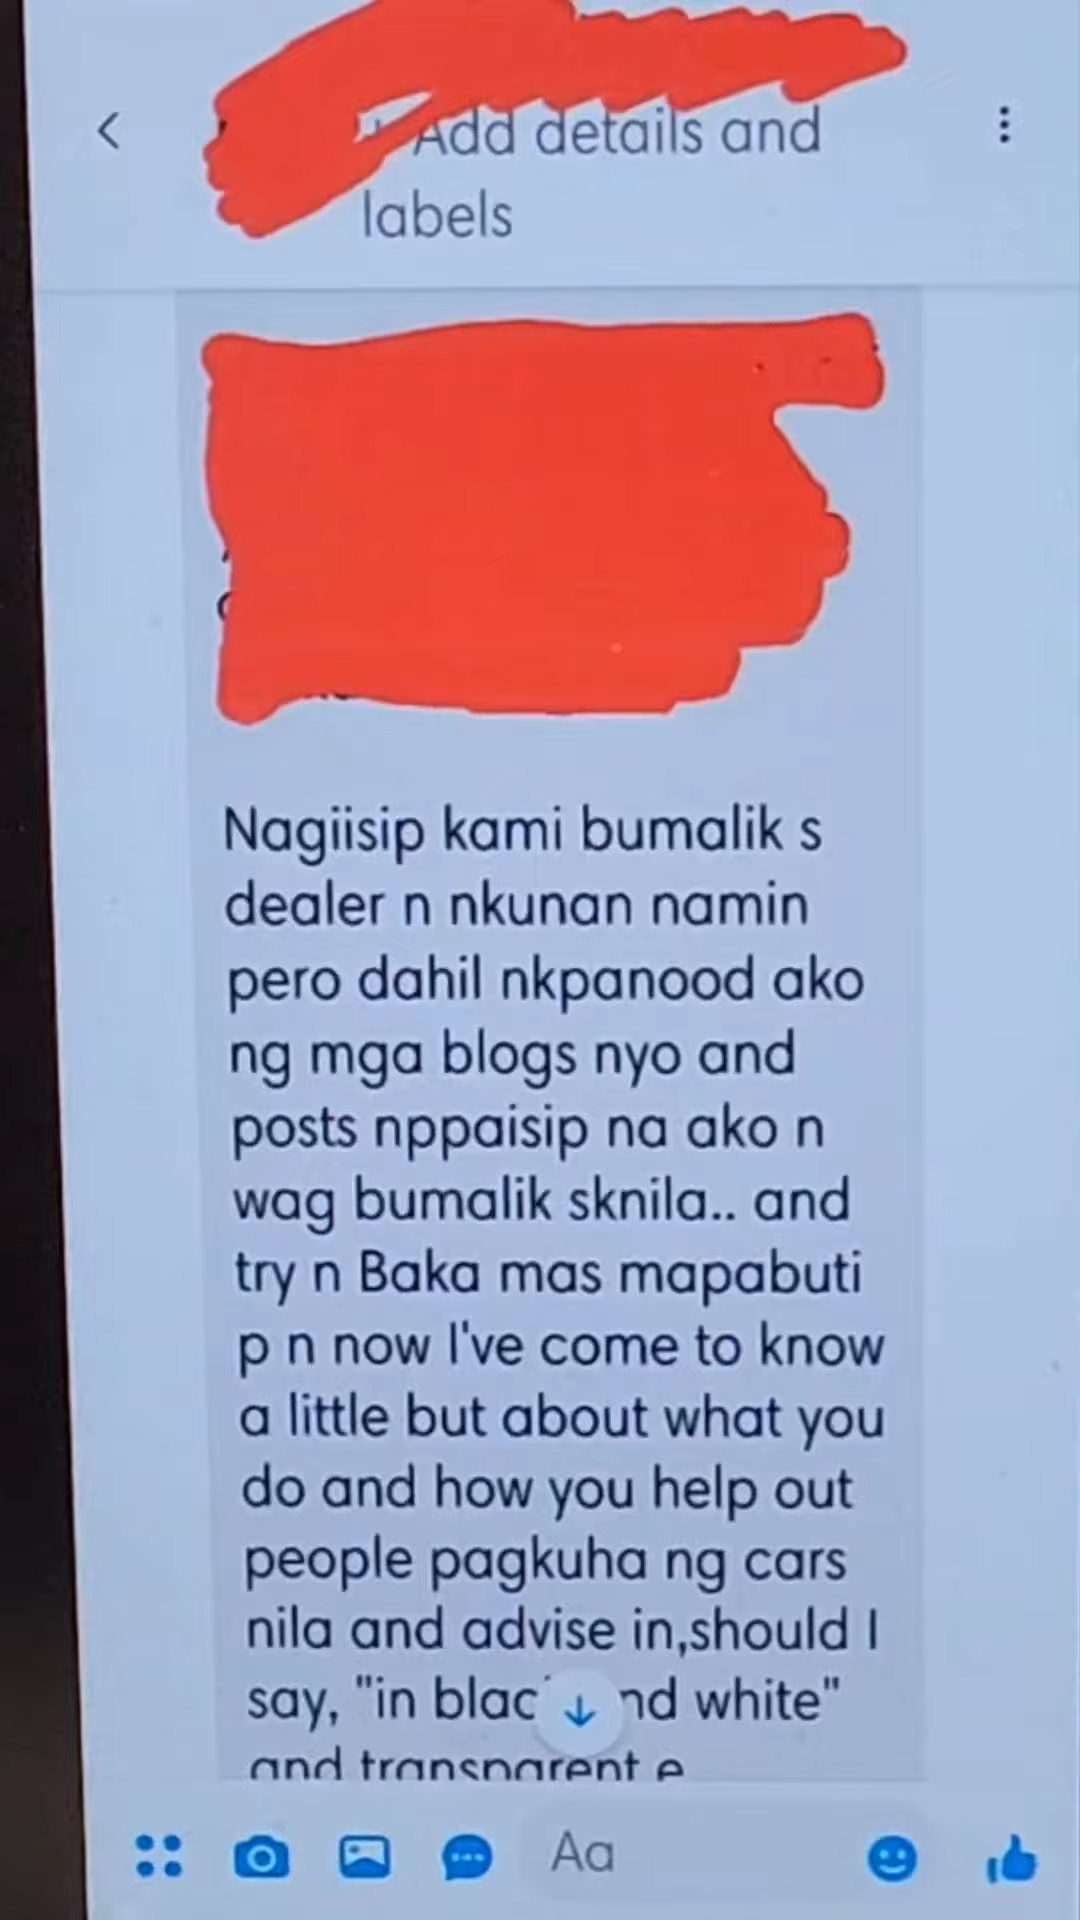 Add details and
labels
Nagiisip kami bumalik s
dealer n nkunan namin
pero dahil nkpanood ako
ng mga blogs nyo and
posts nppaisip na ako n
wag bumalik sknila.. and
try n Baka mas mapabuti
p n now I've come to know
a little but about what you
do and how you help out
people pagkuha ng cars
nila and advise in,should I
say, "in blac nd white"
and transparent e
Aa